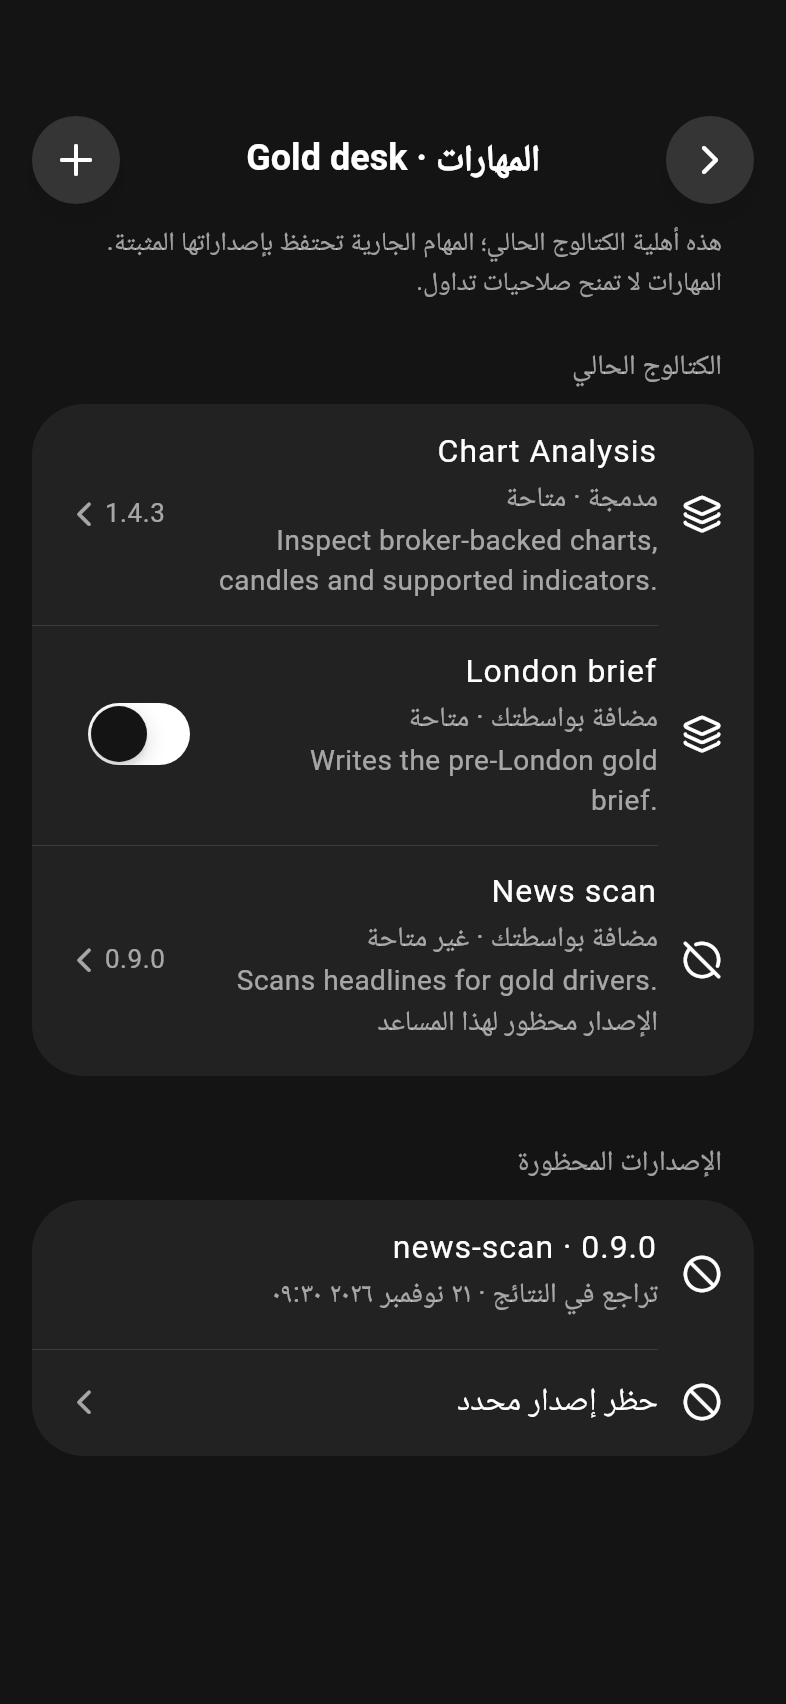 المهارات · Gold desk
هذه أهلية الكتالوج الحالي؛ المهام الجارية تحتفظ بإصداراتها المثبتة.
المهارات لا تمنح صلاحيات تداول.
الكتالوج الحالي
Chart Analysis
مدمجة · متاحة
Inspect broker-backed charts,
candles and supported indicators.
1.4.3
London brief
مضافة بواسطتك · متاحة
Writes the pre-London gold
brief.
News scan
مضافة بواسطتك · غير متاحة
Scans headlines for gold drivers.
الإصدار محظور لهذا المساعد
0.9.0
الإصدارات المحظورة
news-scan · 0.9.0
تراجع في النتائج · ٢١ نوفمبر ٢٠٢٦ ٠٩:٣٠
حظر إصدار محدد